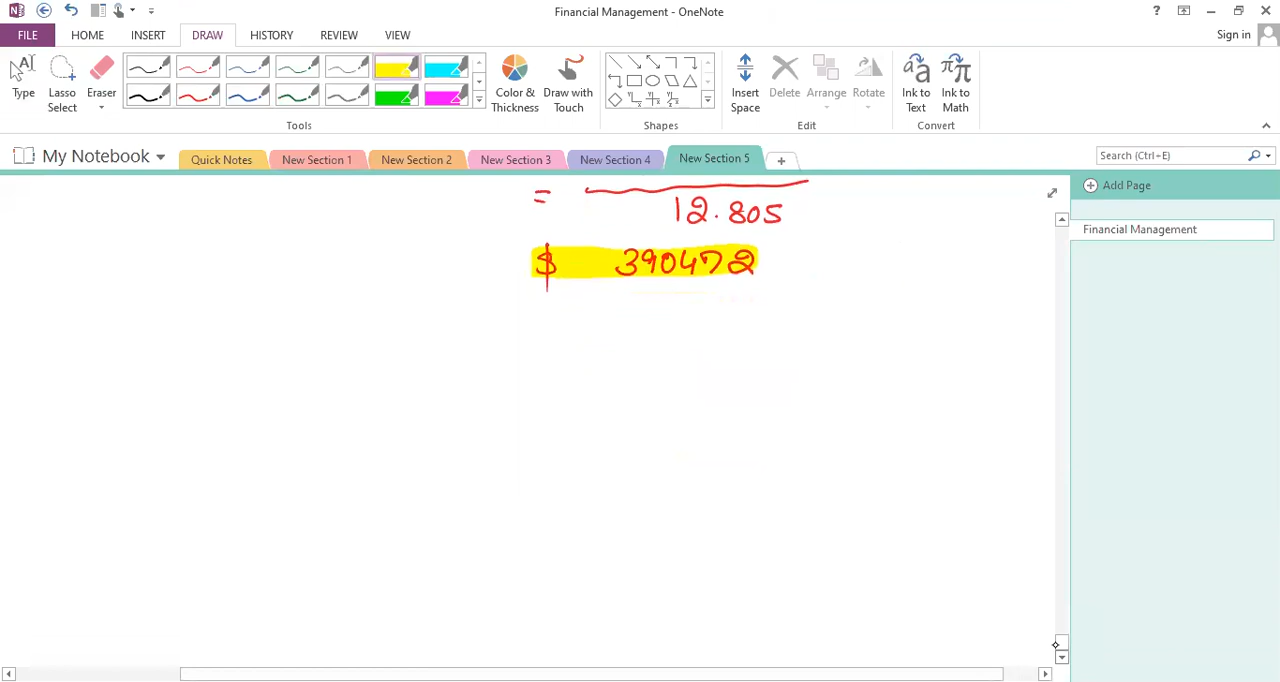 Financial Management - OneNote
?
FILE HOME INSERT DRAW HISTORY REVIEW VIEW
Sign in
Type
Lasso Select
Eraser
Color & Thickness
Draw with Touch
Insert Space
Delete
Arrange
Rotate
Ink to Text
Ink to Math
Tools
Shapes
Edit
Convert
My Notebook Quick Notes New Section 1 New Section 2 New Section 3 New Section 4 New Section 5
Search (Ctrl+E)
Add Page
Financial Management
=
12.805
$ 390472